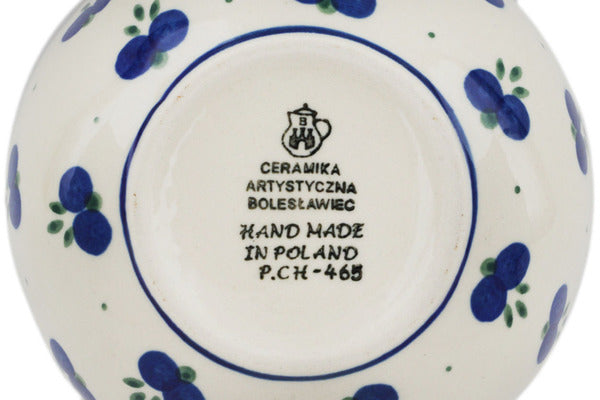 B
CERAMIKA
ARTYSTYCZNA
BOLESŁAWIEC
HAND MADE
IN POLAND
P.CH-465